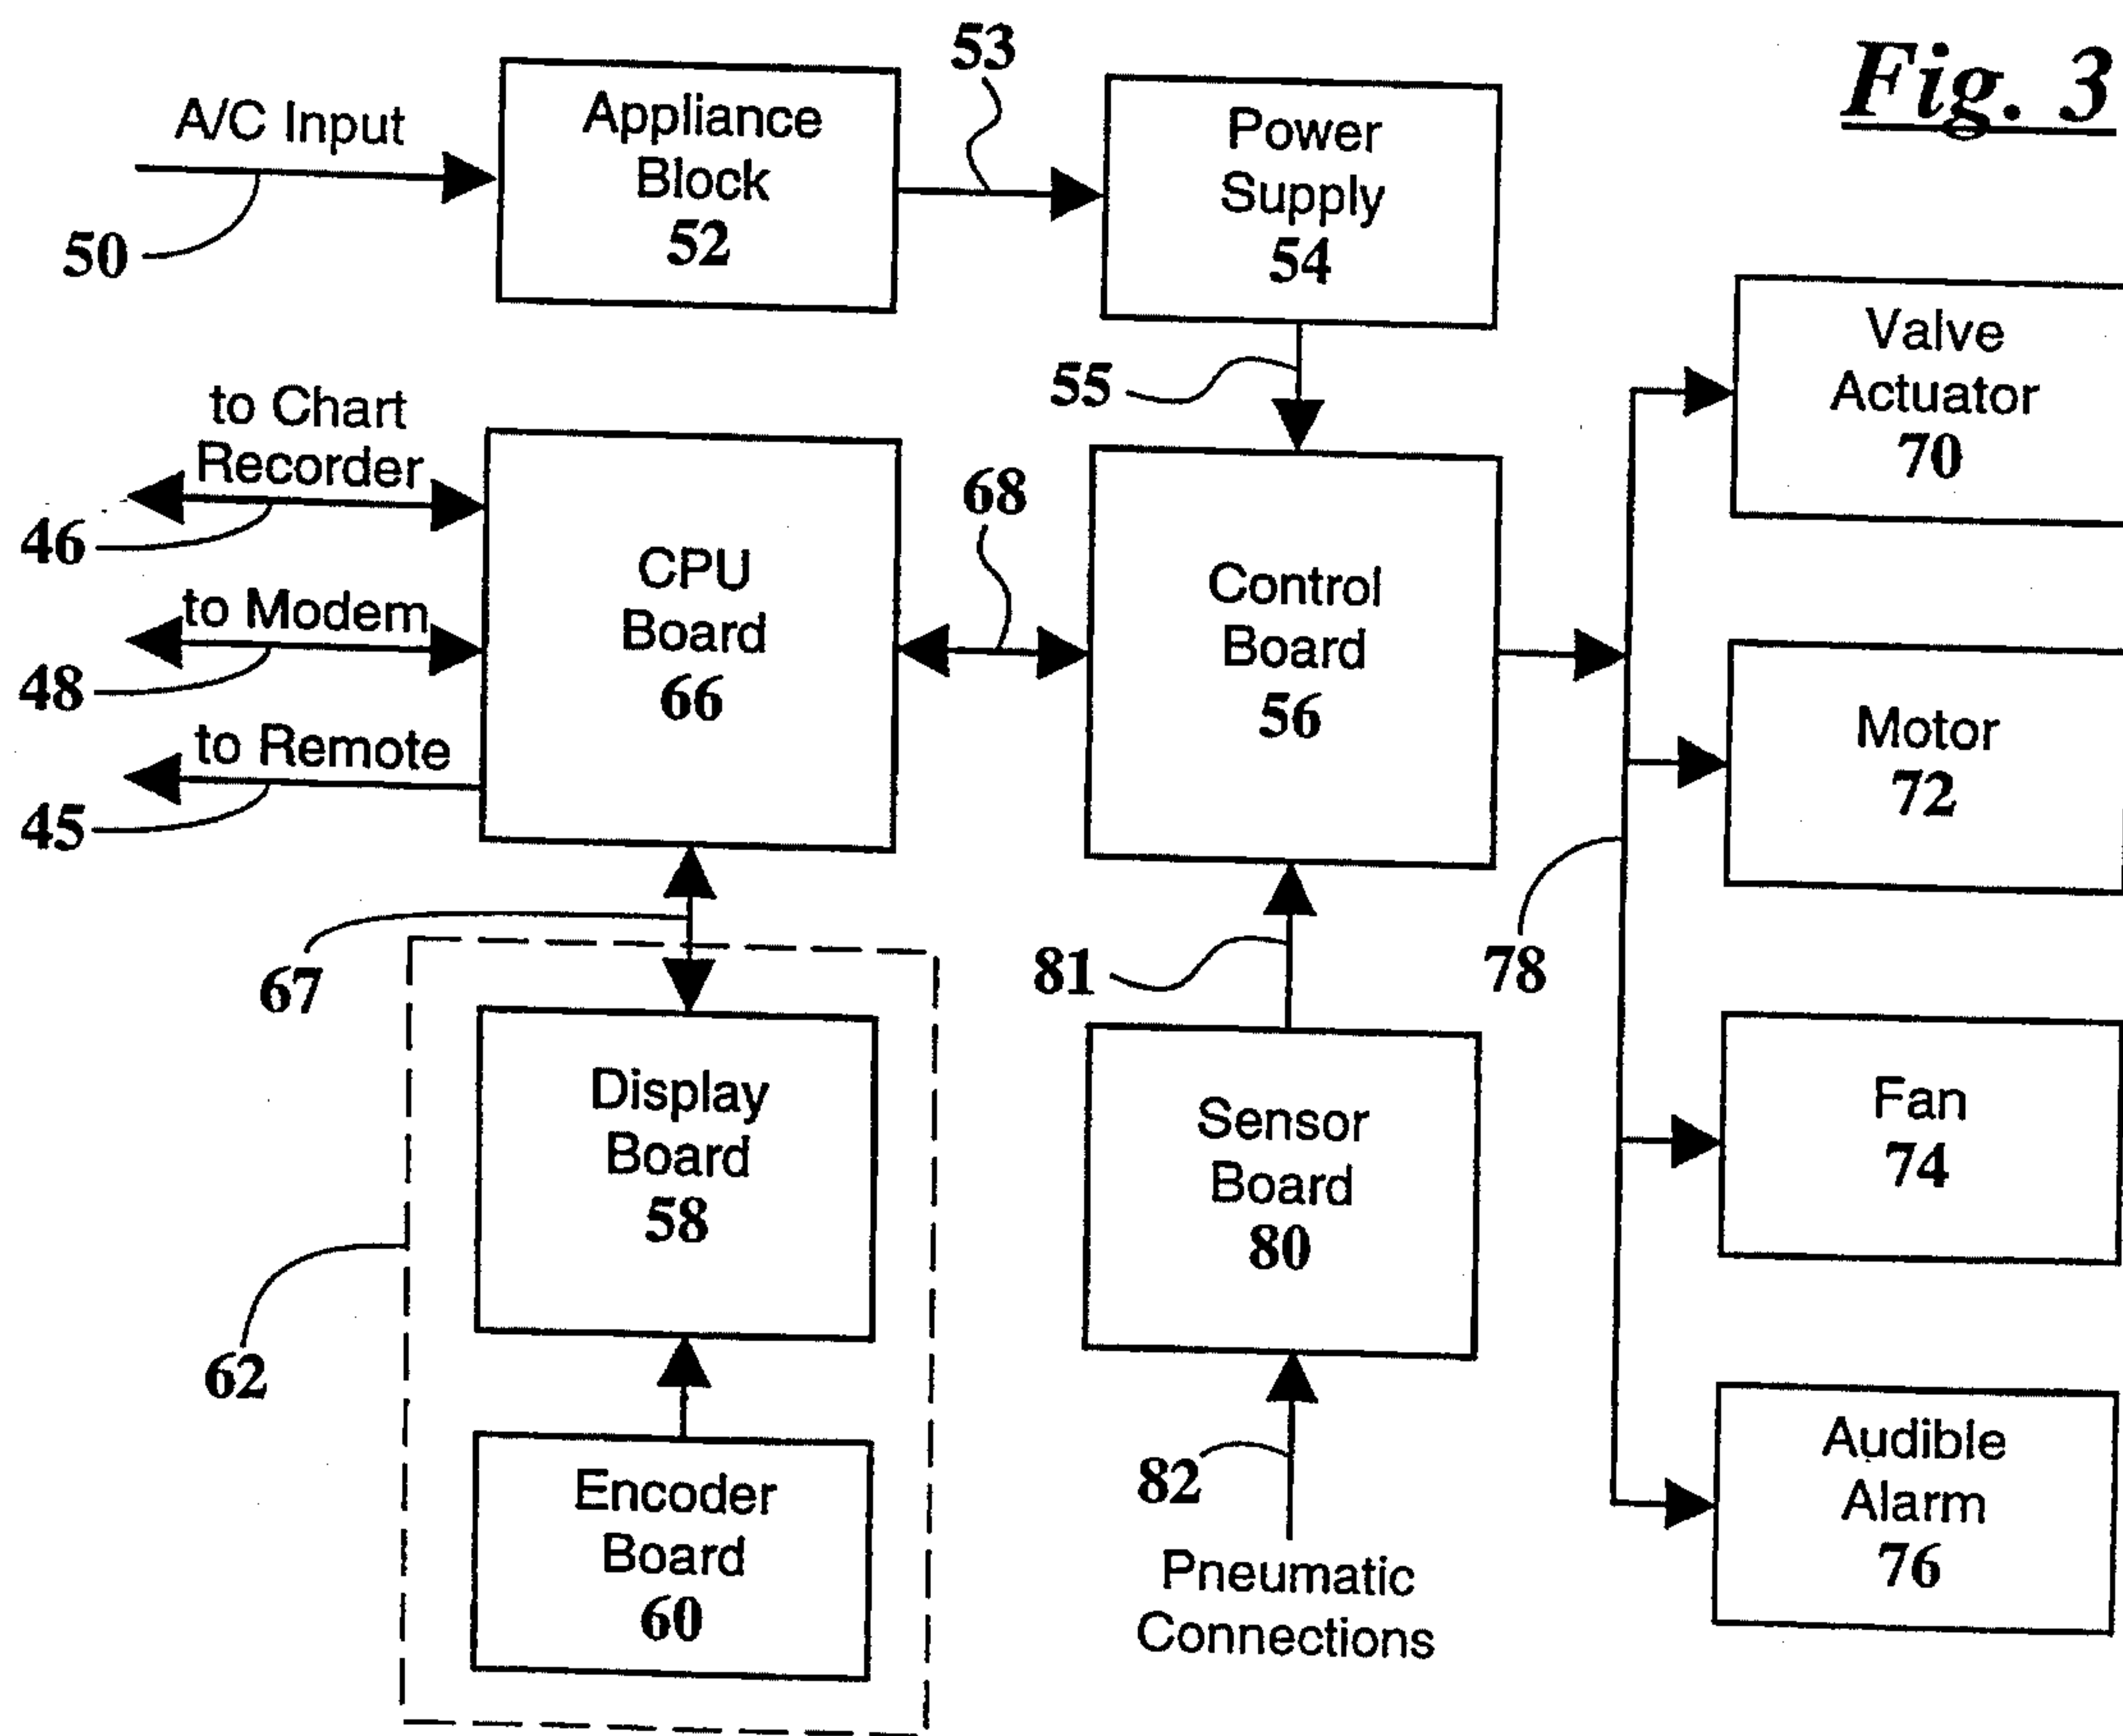 Fig. 3
A/C Input
50
Appliance
Block
52
53
Power
Supply
54
55
to Chart
Recorder
46
to Modem
48
to Remote
45
CPU
Board
66
68
Control
Board
56
Valve
Actuator
70
Motor
72
78
Fan
74
Audible
Alarm
76
67
62
Display
Board
58
Encoder
Board
60
81
Sensor
Board
80
82
Pneumatic
Connections